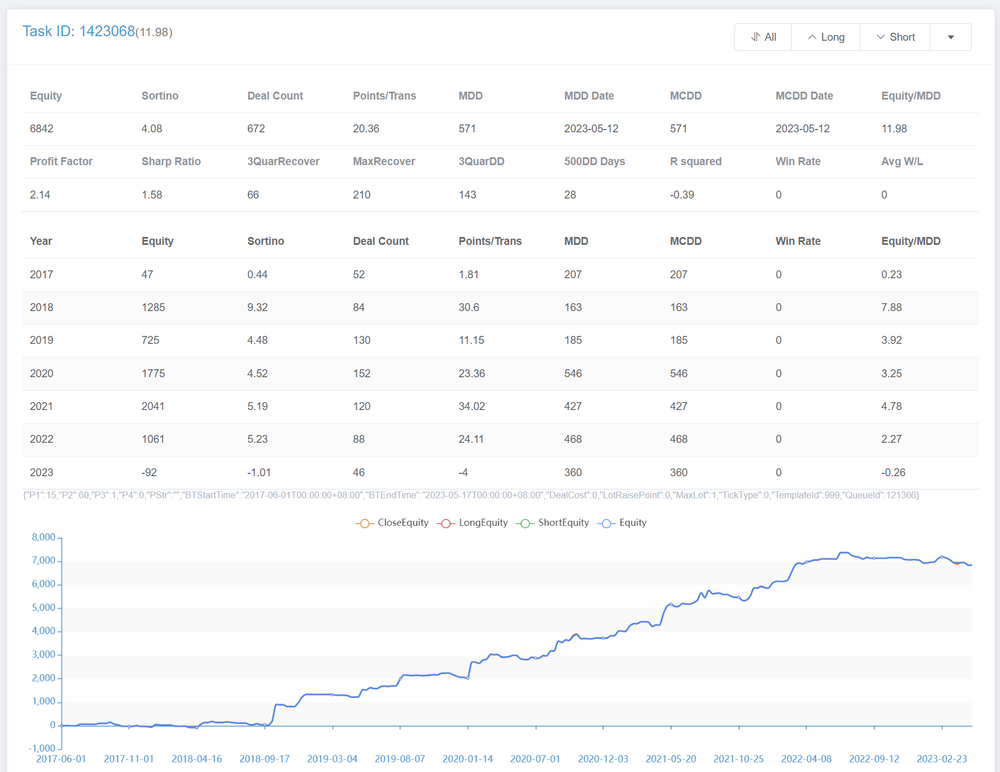 Task ID: 1423068(11.98)
All Long Short
Equity Sortino Deal Count Points/Trans MDD MDD Date MCDD MCDD Date Equity/MDD
6842 4.08 672 20.36 571 2023-05-12 571 2023-05-12 11.98
Profit Factor Sharp Ratio 3QuarRecover MaxRecover 3QuarDD 500DD Days R squared Win Rate Avg W/L
2.14 1.58 66 210 143 28 -0.39 0 0
Year Equity Sortino Deal Count Points/Trans MDD MCDD Win Rate Equity/MDD
2017 47 0.44 52 1.81 207 207 0 0.23
2018 1285 9.32 84 30.6 163 163 0 7.88
2019 725 4.48 130 11.15 185 185 0 3.92
2020 1775 4.52 152 23.36 546 546 0 3.25
2021 2041 5.19 120 34.02 427 427 0 4.78
2022 1061 5.23 88 24.11 468 468 0 2.27
2023 -92 -1.01 46 -4 360 360 0 -0.26
{"P1":15,"P2":60,"P3":1,"P4":0,"PStr":"","BTStartTime":"2017-06-01T00:00:00+08:00","BTEndTime":"2023-05-17T00:00:00+08:00","DealCost":0,"LotRaisePoint":0,"MaxLot":1,"TickType":0,"TemplateId":999,"QueueId":121366}
CloseEquity LongEquity ShortEquity Equity
8,000
7,000
6,000
5,000
4,000
3,000
2,000
1,000
0
-1,000
2017-06-01 2017-11-01 2018-04-16 2018-09-17 2019-03-04 2019-08-07 2020-01-14 2020-07-01 2020-12-03 2021-05-20 2021-10-25 2022-04-08 2022-09-12 2023-02-23